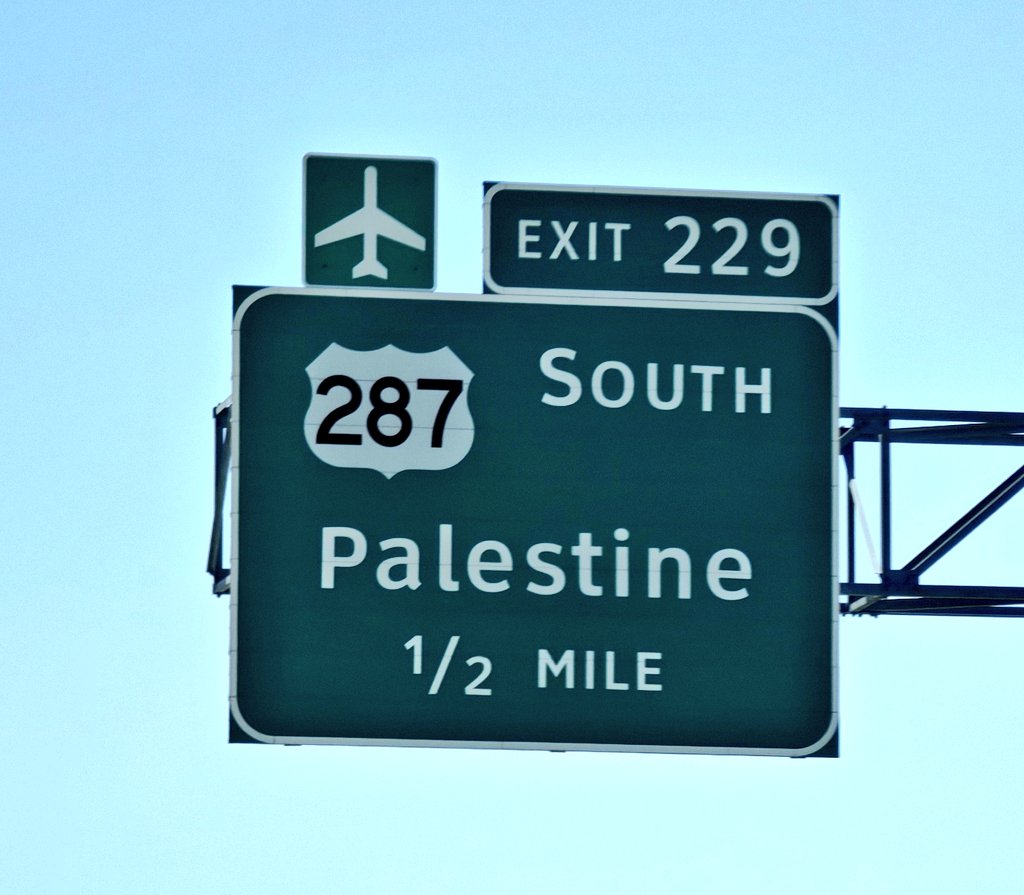 EXIT 229
287 SOUTH
Palestine
1/2 MILE